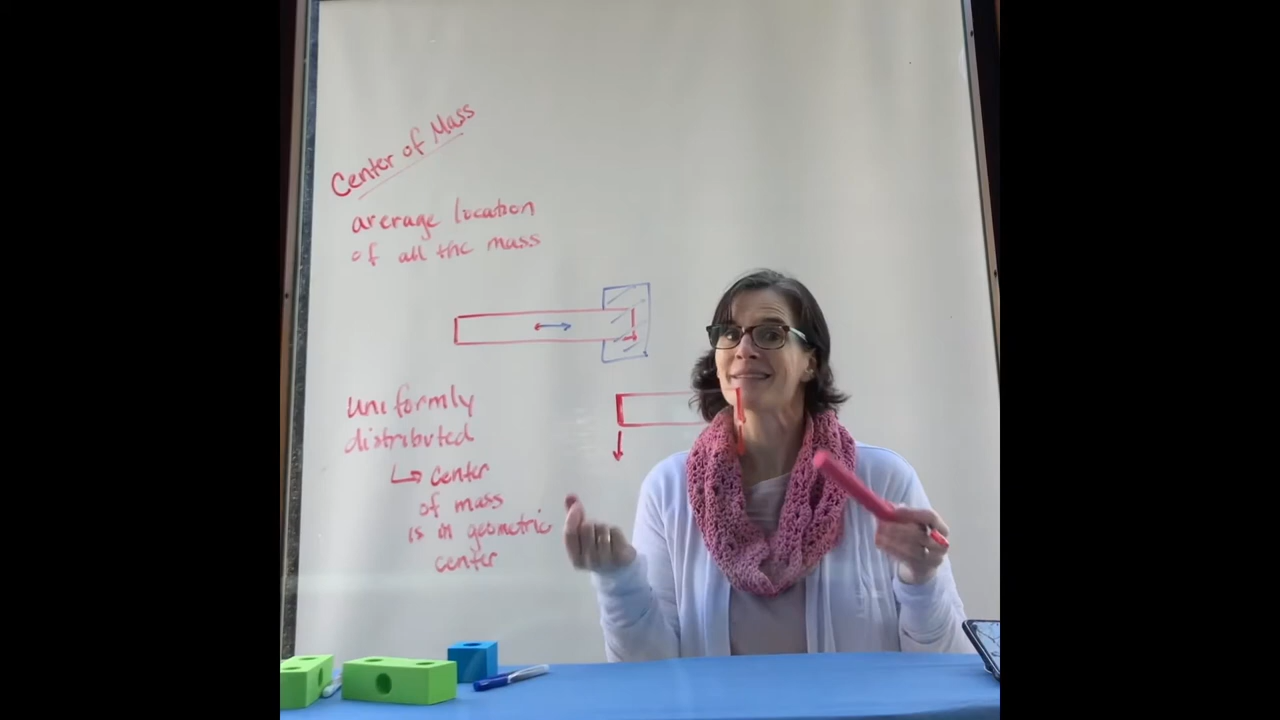 Center of Mass
average location
of all the mass
uniformly
distributed
↳ center
of mass
is in geometric
center